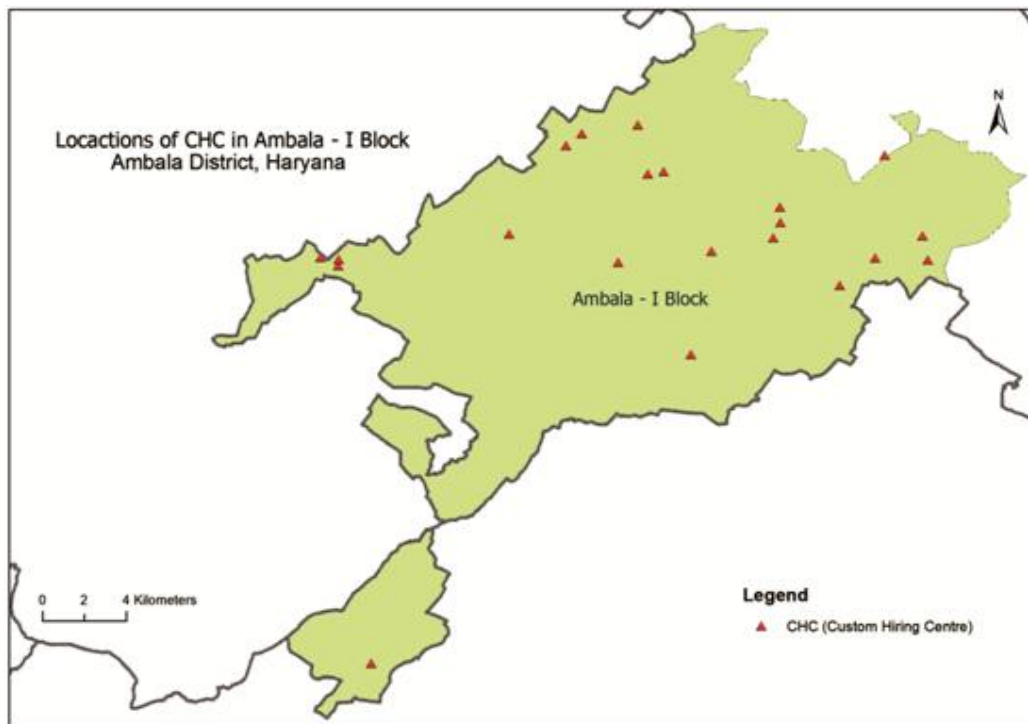 Locactions of CHC in Ambala - I Block
Ambala District, Haryana
N
Ambala - I Block
0 2 4 Kilometers
Legend
CHC (Custom Hiring Centre)